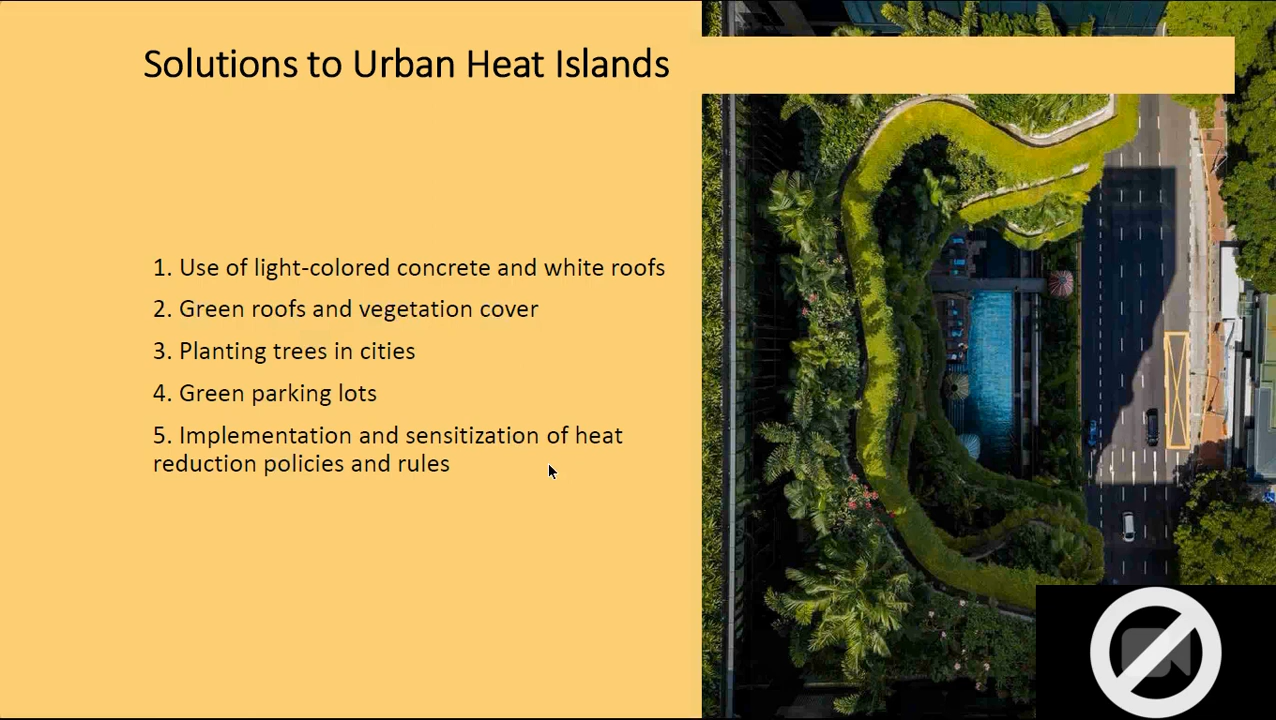 Solutions to Urban Heat Islands
1. Use of light-colored concrete and white roofs
2. Green roofs and vegetation cover
3. Planting trees in cities
4. Green parking lots
5. Implementation and sensitization of heat
reduction policies and rules